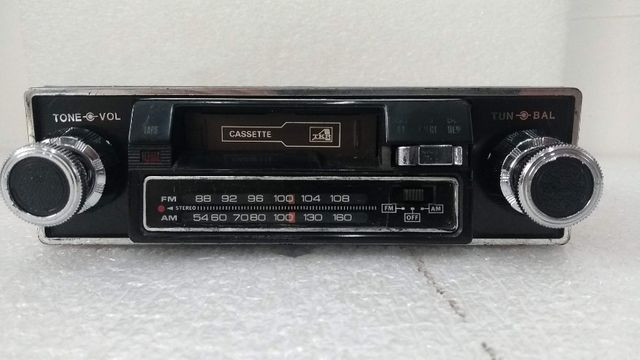 TONE VOL
TUN BAL
CASSETTE
FM 88 92 96 100 104 108
STEREO
AM 54 60 70 80 100 130 160
FM AM
OFF